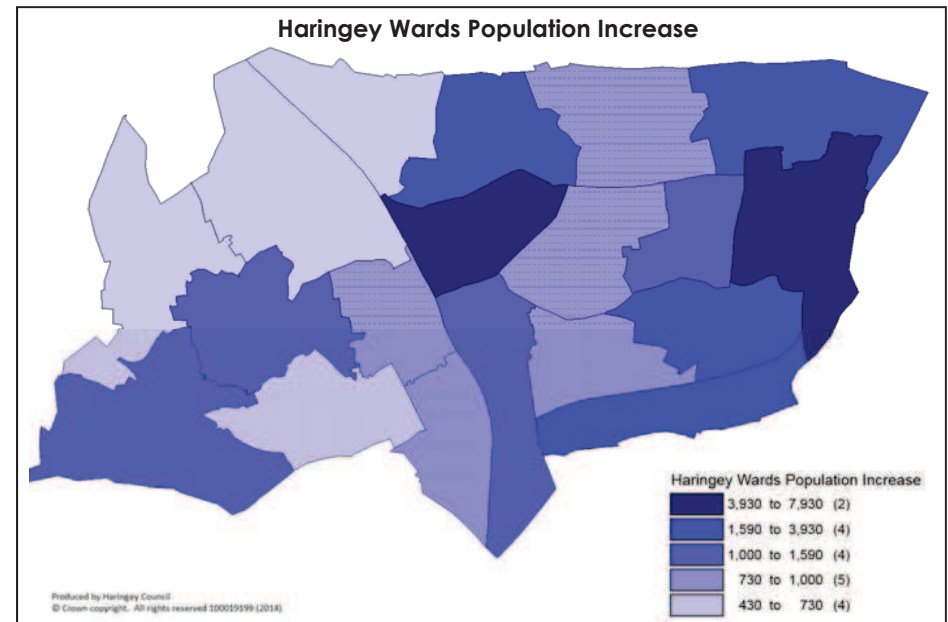 Haringey Wards Population Increase
Haringey Wards Population Increase
3,930 to 7,930 (2)
1,590 to 3,930 (4)
1,000 to 1,590 (4)
730 to 1,000 (5)
430 to 730 (4)
Produced by Haringey Council
© Crown copyright. All rights reserved 100019199 (2014)